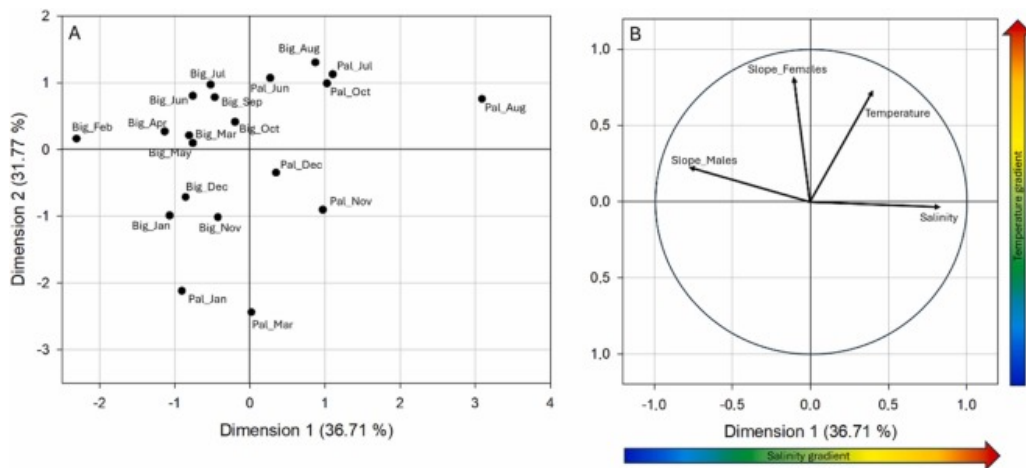 A
2
1
0
-1
-2
-3
Dimension 2 (31.77 %)
Big_Aug
Pal_Jul
Big_Jul
Pal_Jun
Pal_Oct
Big_Jun
Big_Sep
Pal_Aug
Big_Feb
Big_Apr
Big_Oct
Big_Mar
Big_May
Pal_Dec
Big_Dec
Pal_Nov
Big_Jan
Big_Nov
Pal_Jan
Pal_Mar
-2
-1
0
1
2
3
4
Dimension 1 (36.71 %)
B
1.0
0.5
0.0
0.5
1.0
Slope_Females
Temperature
Slope_Males
Salinity
-1.0
-0.5
0.0
0.5
1.0
Dimension 1 (36.71 %)
Temperature gradient
Salinity gradient